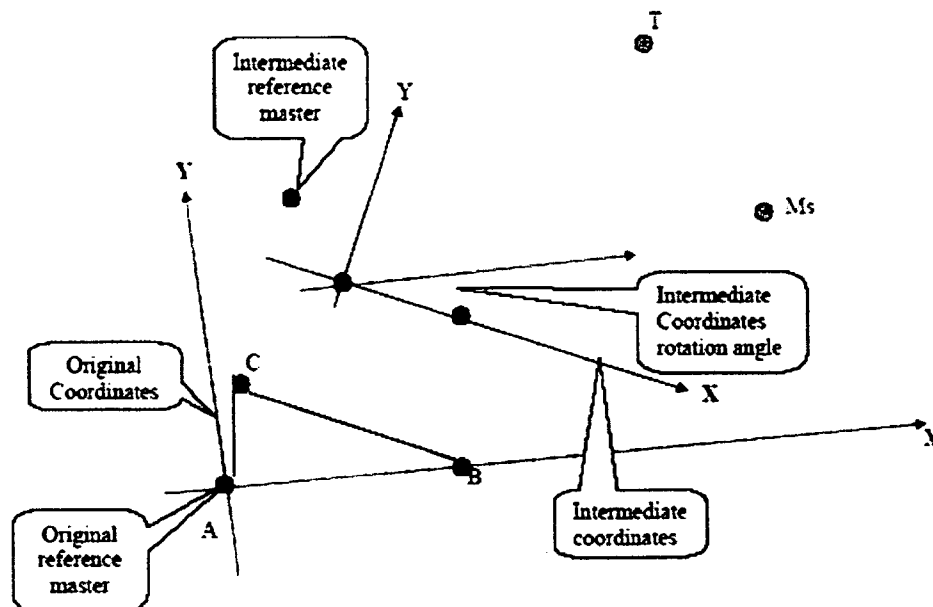 T
Intermediate
reference
master
Y
Y
Ms
Intermediate
Coordinates
rotation angle
Original
Coordinates
C
X
X
B
Intermediate
coordinates
A
Original
reference
master